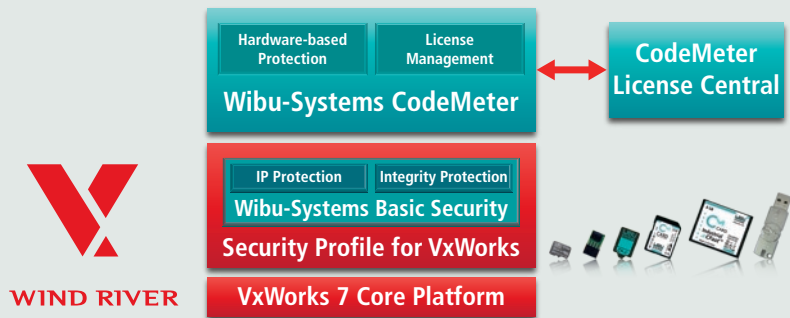 Hardware-based
Protection
License
Management
Wibu-Systems CodeMeter
CodeMeter
License Central
IP Protection
Integrity Protection
Wibu-Systems Basic Security
Security Profile for VxWorks
VxWorks 7 Core Platform
WIND RIVER